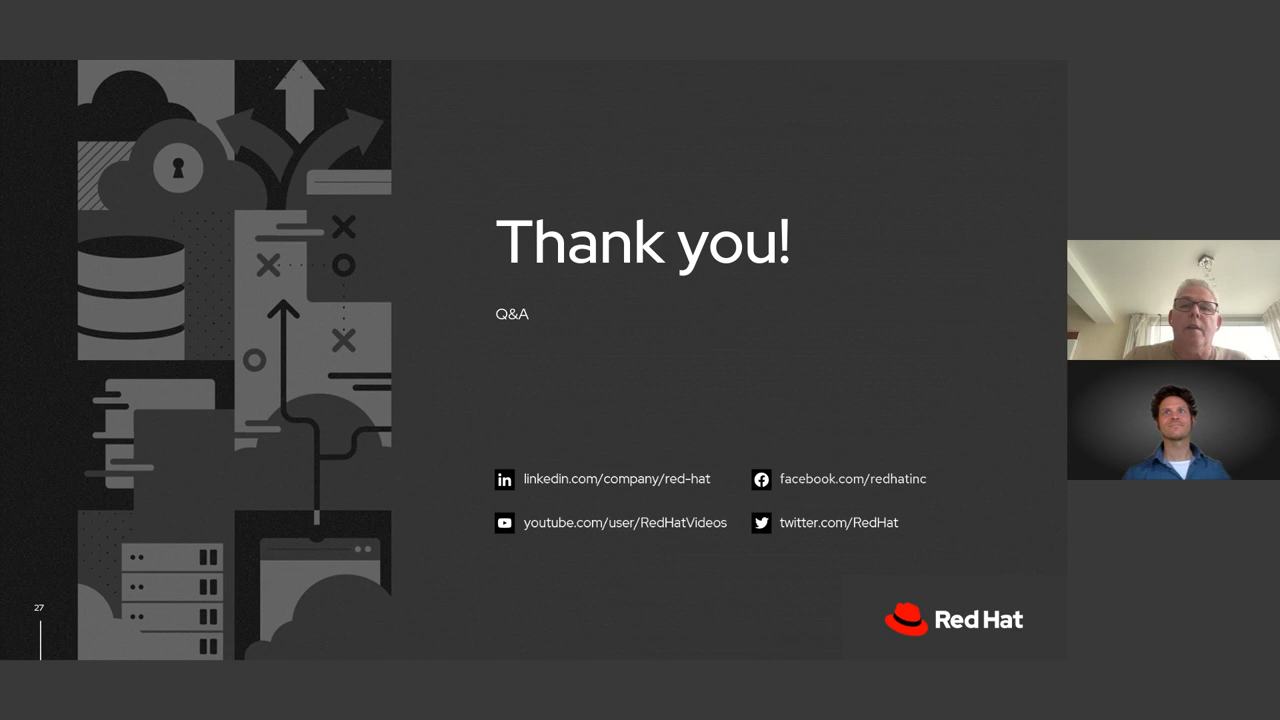 Thank you!
Q&A
linkedin.com/company/red-hat
facebook.com/redhatinc
youtube.com/user/RedHatVideos
twitter.com/RedHat
27
Red Hat